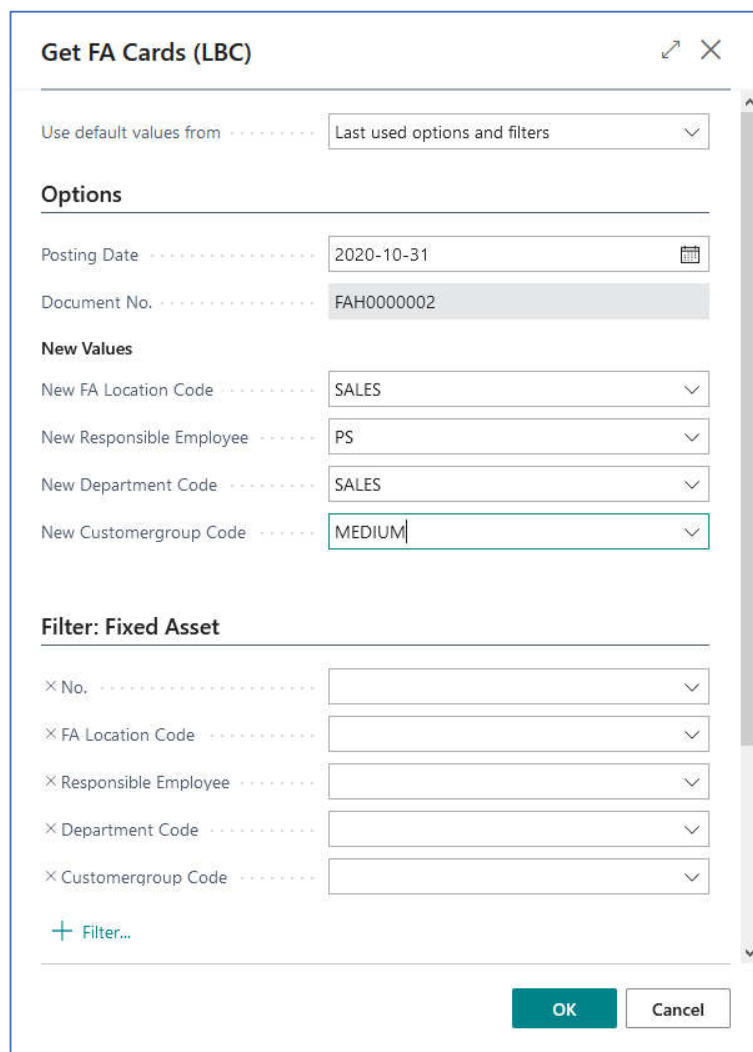 Get FA Cards (LBC)
Use default values from Last used options and filters
Options
Posting Date 2020-10-31
Document No. FAH0000002
New Values
New FA Location Code SALES
New Responsible Employee PS
New Department Code SALES
New Customergroup Code MEDIUM
Filter: Fixed Asset
× No.
× FA Location Code
× Responsible Employee
× Department Code
× Customergroup Code
+ Filter...
OK Cancel